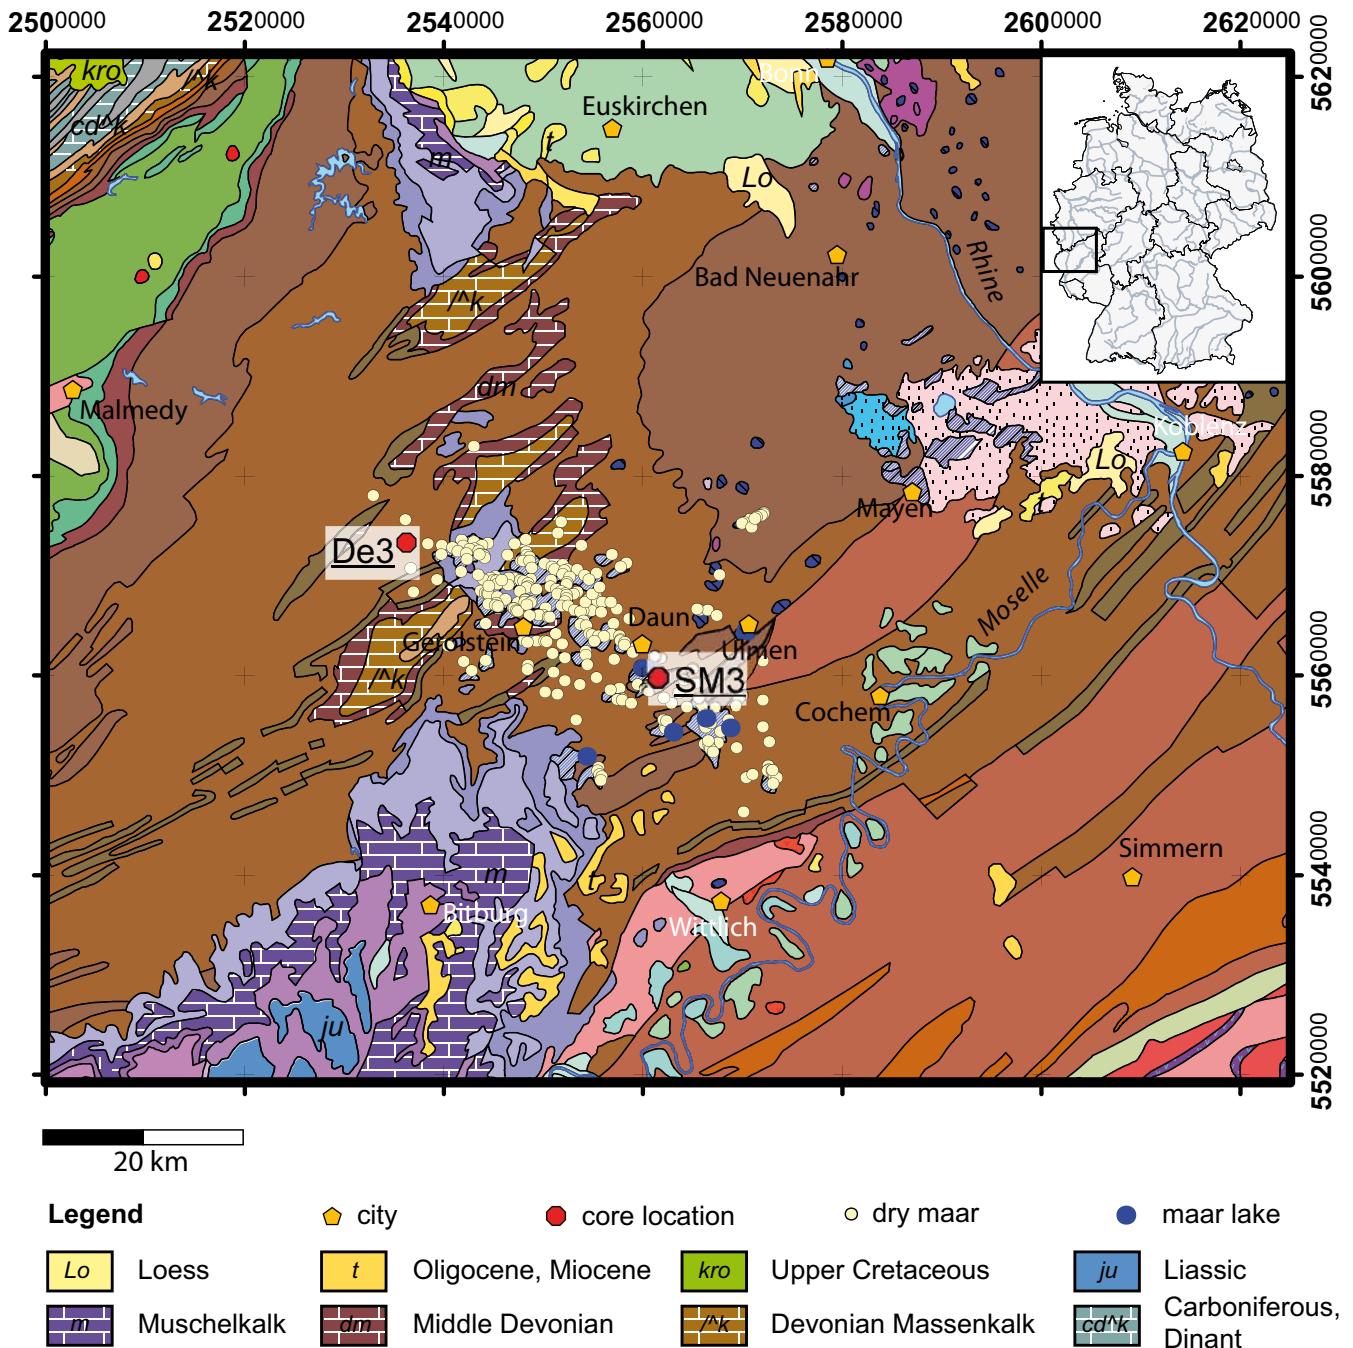 2500000 2520000 2540000 2560000 2580000 2600000 2620000
5620000
5600000
5580000
5560000
5540000
5520000
kro
/^k
cd^k
Bonn
Euskirchen
t
m
Lo
Rhine
Bad Neuenahr
/^k
dm
Malmedy
Koblenz
Lo
Mayen
t
De3
Moselle
Daun
Gerolstein
Ulmen
/^k
SM3
Cochem
Simmern
m
t
Bitburg
Wittlich
ju
20 km
Legend
city
core location
dry maar
maar lake
Lo Loess
t Oligocene, Miocene
kro Upper Cretaceous
ju Liassic
m Muschelkalk
dm Middle Devonian
/^k Devonian Massenkalk
cd^k Carboniferous,
Dinant